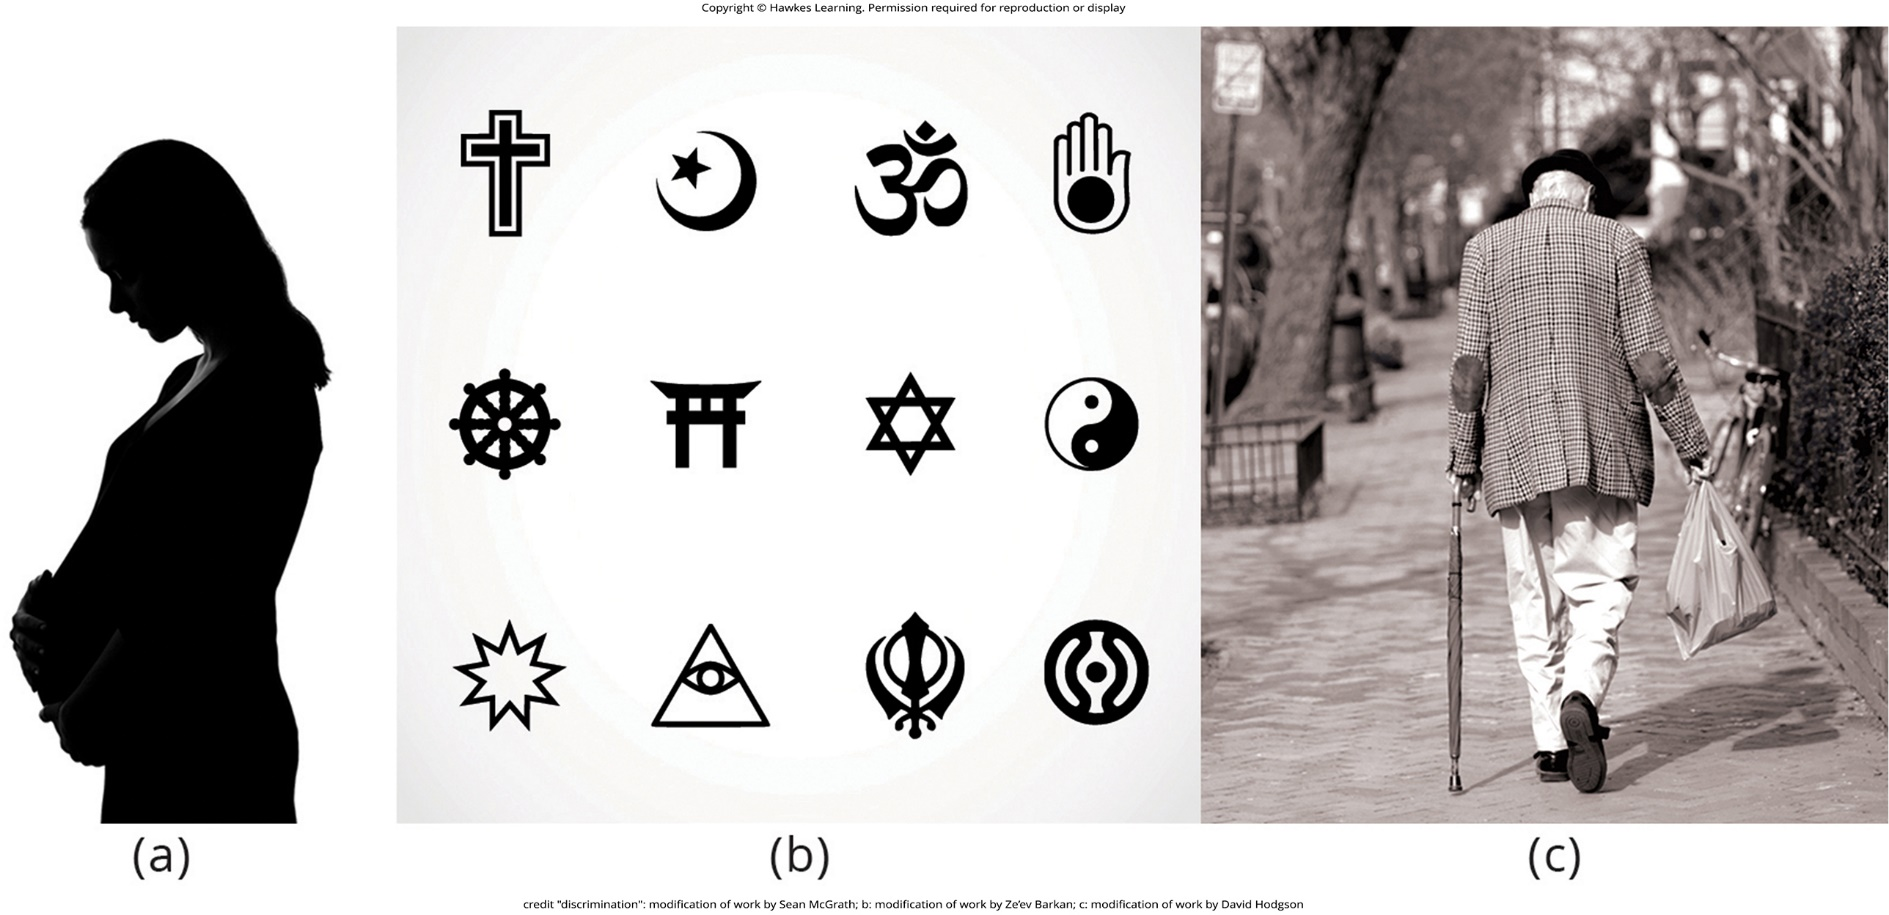 Copyright © Hawkes Learning. Permission required for reproduction or display
(a)
(b)
(c)
credit "discrimination": modification of work by Sean McGrath; b: modification of work by Ze'ev Barkan; c: modification of work by David Hodgson